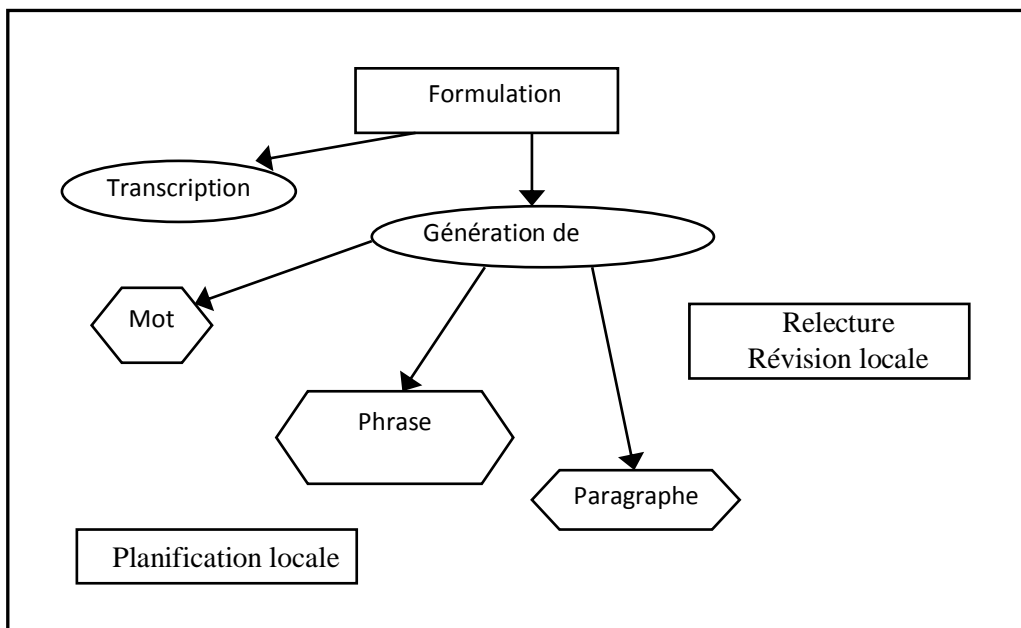 Formulation
Transcription
Génération de
Mot
Relecture
Révision locale
Phrase
Paragraphe
Planification locale